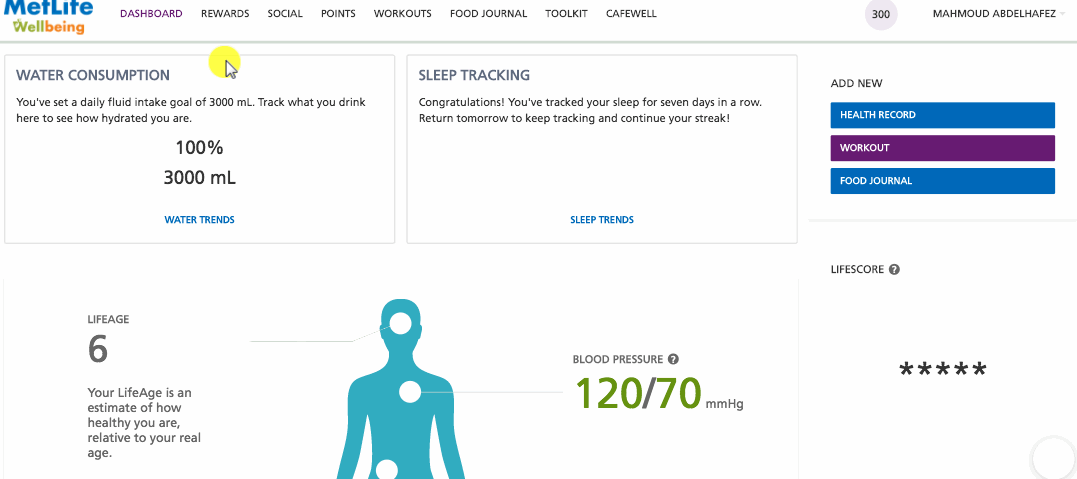 MetLife
Wellbeing
DASHBOARD REWARDS SOCIAL POINTS WORKOUTS FOOD JOURNAL TOOLKIT CAFEWELL 300 MAHMOUD ABDELHAFEZ
WATER CONSUMPTION
You've set a daily fluid intake goal of 3000 mL. Track what you drink
here to see how hydrated you are.
100%
3000 mL
WATER TRENDS
SLEEP TRACKING
Congratulations! You've tracked your sleep for seven days in a row.
Return tomorrow to keep tracking and continue your streak!
SLEEP TRENDS
ADD NEW
HEALTH RECORD
WORKOUT
FOOD JOURNAL
LIFEAGE
6
Your LifeAge is an
estimate of how
healthy you are,
relative to your real
age.
BLOOD PRESSURE ?
120/70 mmHg
LIFESCORE ?
*****